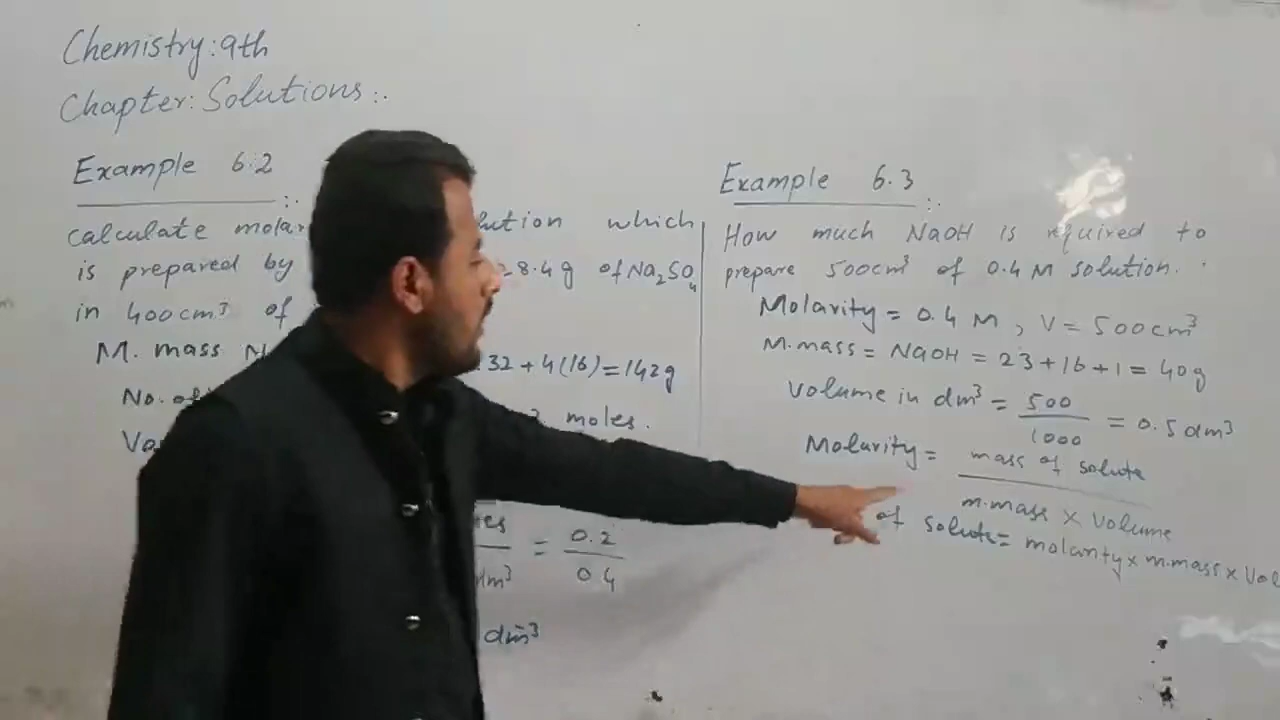 Chemistry: 9th
Chapter: Solutions :.
Example 6.2 :.
calculate molar lution which
is prepared by 8.4g of Na2SO4
in 400cm³ of
M. mass N 32 + 4(16) = 142g
No. of moles.
= 0.2 / 0.4
dm³
dm³
Example 6.3 :.
How much NaOH is required to
prepare 500cm³ of 0.4 M solution.
Molarity = 0.4 M, V = 500cm³
M.mass = NaOH = 23+16+1 = 40g
Volume in dm³ = 500 / 1000 = 0.5 dm³
Molarity = mass of solute / m.mass x volume
of solute = molarity x m.mass x Vol